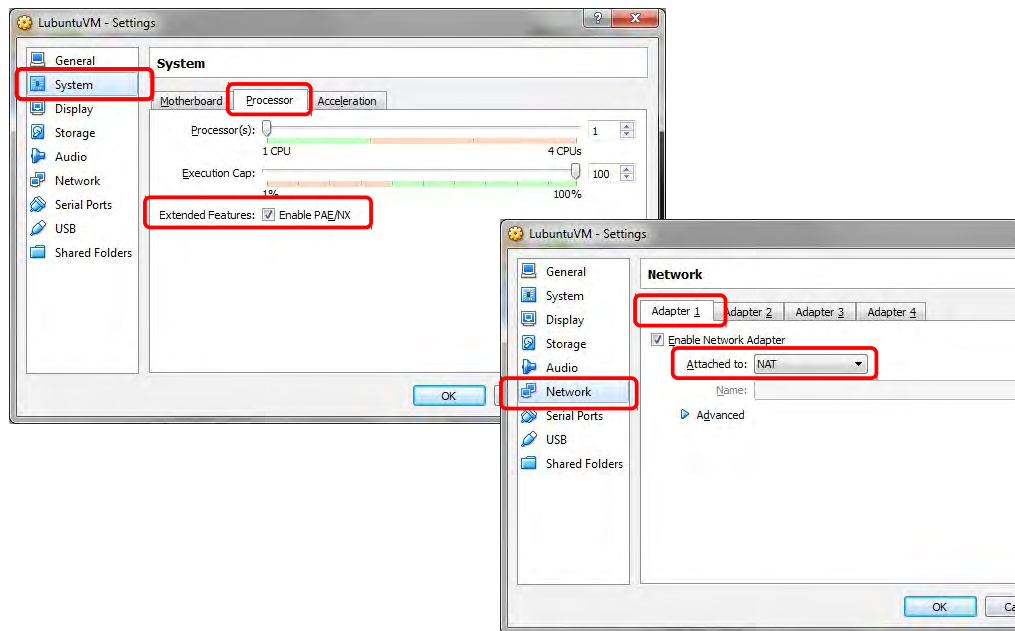 LubuntuVM - Settings
?
General
System
Display
Storage
Audio
Network
Serial Ports
USB
Shared Folders
System
Motherboard Processor Acceleration
Processor(s): 1
1 CPU 4 CPUs
Execution Cap: 100
1% 100%
Extended Features: Enable PAE/NX
OK
LubuntuVM - Settings
General
System
Display
Storage
Audio
Network
Serial Ports
USB
Shared Folders
Network
Adapter 1 Adapter 2 Adapter 3 Adapter 4
Enable Network Adapter
Attached to: NAT
Name:
Advanced
OK